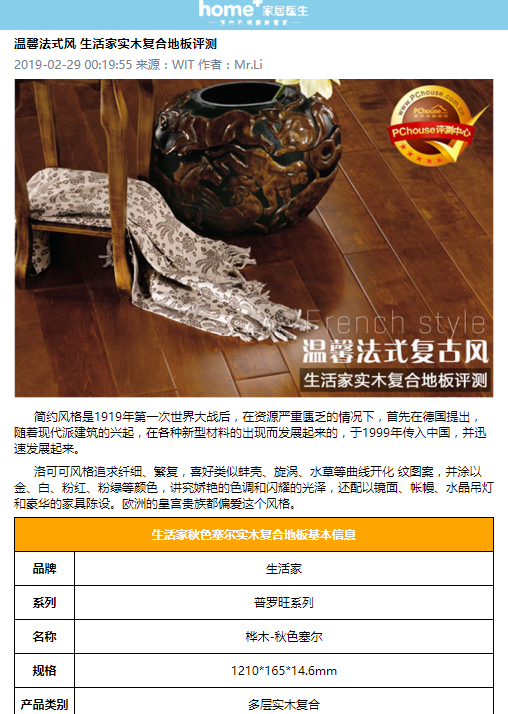 home+家居医生
温馨法式风 生活家实木复合地板评测
2019-02-29 00:19:55 来源：WIT 作者：Mr.Li
www.PChouse.com.cn
PChouse
PChouse评测中心
French style
温馨法式复古风
生活家实木复合地板评测
简约风格是1919年第一次世界大战后，在资源严重匮乏的情况下，首先在德国提出，
随着现代派建筑的兴起，在各种新型材料的出现而发展起来的，于1999年传入中国，并迅
速发展起来。
洛可可风格追求纤细、繁复，喜好类似蚌壳、旋涡、水草等曲线开化 纹图案，并涂以
金、白、粉红、粉绿等颜色，讲究娇艳的色调和闪耀的光泽，还配以镜面、帐幔、水晶吊灯
和豪华的家具陈设。欧洲的皇宫贵族都偏爱这个风格。
生活家秋色塞尔实木复合地板基本信息
品牌 生活家
系列 普罗旺系列
名称 桦木-秋色塞尔
规格 1210*165*14.6mm
产品类别 多层实木复合